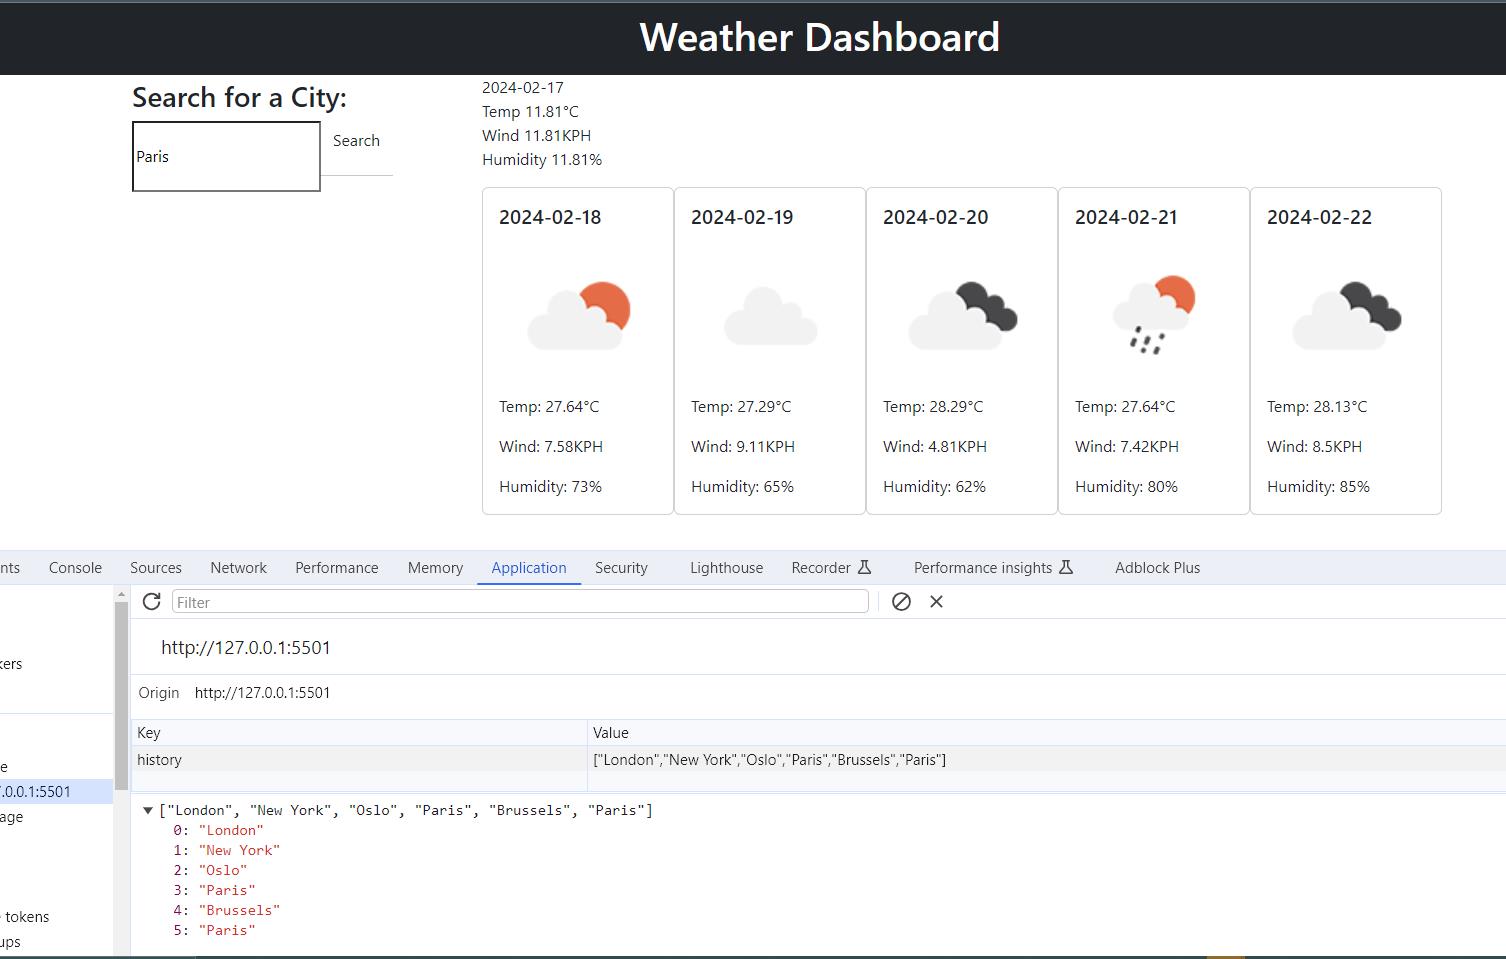 Weather Dashboard
Search for a City:
Paris
Search
2024-02-17
Temp 11.81°C
Wind 11.81KPH
Humidity 11.81%
2024-02-18
Temp: 27.64°C
Wind: 7.58KPH
Humidity: 73%
2024-02-19
Temp: 27.29°C
Wind: 9.11KPH
Humidity: 65%
2024-02-20
Temp: 28.29°C
Wind: 4.81KPH
Humidity: 62%
2024-02-21
Temp: 27.64°C
Wind: 7.42KPH
Humidity: 80%
2024-02-22
Temp: 28.13°C
Wind: 8.5KPH
Humidity: 85%
nts Console Sources Network Performance Memory Application Security Lighthouse Recorder Performance insights Adblock Plus
kers
e
.0.0.1:5501
age
tokens
ups
Filter
http://127.0.0.1:5501
Origin http://127.0.0.1:5501
Key Value
history ["London","New York","Oslo","Paris","Brussels","Paris"]
["London", "New York", "Oslo", "Paris", "Brussels", "Paris"]
0: "London"
1: "New York"
2: "Oslo"
3: "Paris"
4: "Brussels"
5: "Paris"